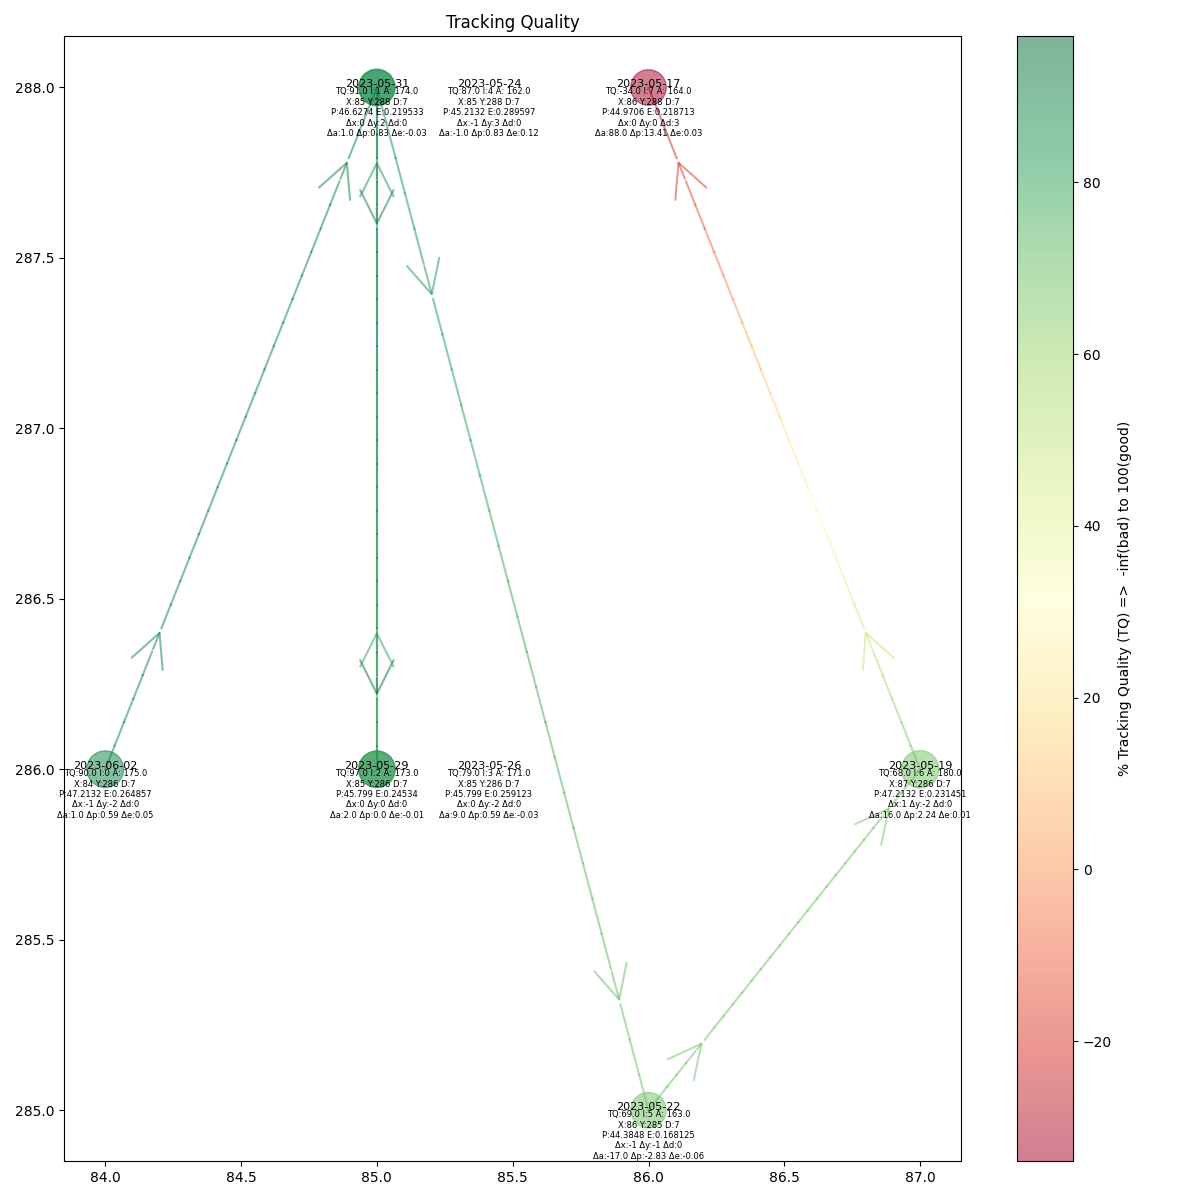 Tracking Quality
288.0
287.5
287.0
286.5
286.0
285.5
285.0
2023-05-31
TQ:91.0 I:1 A: 174.0
X:85 Y:288 D:7
P:46.6274 E:0.219533
Δx:0 Δy:2 Δd:0
Δa:1.0 Δp:0.83 Δe:-0.03
2023-05-24
TQ:87.0 I:4 A: 162.0
X:85 Y:288 D:7
P:45.2132 E:0.289597
Δx:-1 Δy:3 Δd:0
Δa:-1.0 Δp:0.83 Δe:0.12
2023-05-17
TQ:-34.0 I:7 A: 164.0
X:86 Y:288 D:7
P:44.9706 E:0.218713
Δx:0 Δy:0 Δd:3
Δa:88.0 Δp:13.41 Δe:0.03
2023-06-02
TQ:90.0 I:0 A: 175.0
X:84 Y:286 D:7
P:47.2132 E:0.264857
Δx:-1 Δy:-2 Δd:0
Δa:1.0 Δp:0.59 Δe:0.05
2023-05-29
TQ:97.0 I:2 A: 173.0
X:85 Y:286 D:7
P:45.799 E:0.24534
Δx:0 Δy:0 Δd:0
Δa:2.0 Δp:0.0 Δe:-0.01
2023-05-26
TQ:79.0 I:3 A: 171.0
X:85 Y:286 D:7
P:45.799 E:0.259123
Δx:0 Δy:-2 Δd:0
Δa:9.0 Δp:0.59 Δe:-0.03
2023-05-19
TQ:68.0 I:6 A: 180.0
X:87 Y:286 D:7
P:47.2132 E:0.231451
Δx:1 Δy:-2 Δd:0
Δa:16.0 Δp:2.24 Δe:0.01
2023-05-22
TQ:69.0 I:5 A: 163.0
X:86 Y:285 D:7
P:44.3848 E:0.168125
Δx:-1 Δy:-1 Δd:0
Δa:-17.0 Δp:-2.83 Δe:-0.06
84.0 84.5 85.0 85.5 86.0 86.5 87.0
80
60
40
20
0
−20
% Tracking Quality (TQ) => -inf(bad) to 100(good)